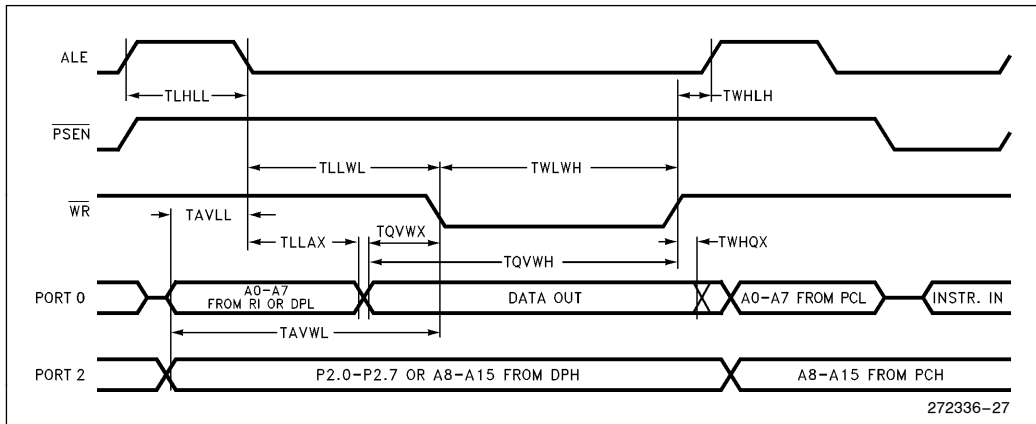 ALE
TLHLL
TWHLH
PSEN
TLLWL
TWLWH
WR
TAVLL
TLLAX
TQVWX
TWHQX
TQVWH
PORT 0
A0–A7
FROM RI OR DPL
DATA OUT
A0–A7 FROM PCL
INSTR. IN
TAVWL
PORT 2
P2.0–P2.7 OR A8–A15 FROM DPH
A8–A15 FROM PCH
272336–27